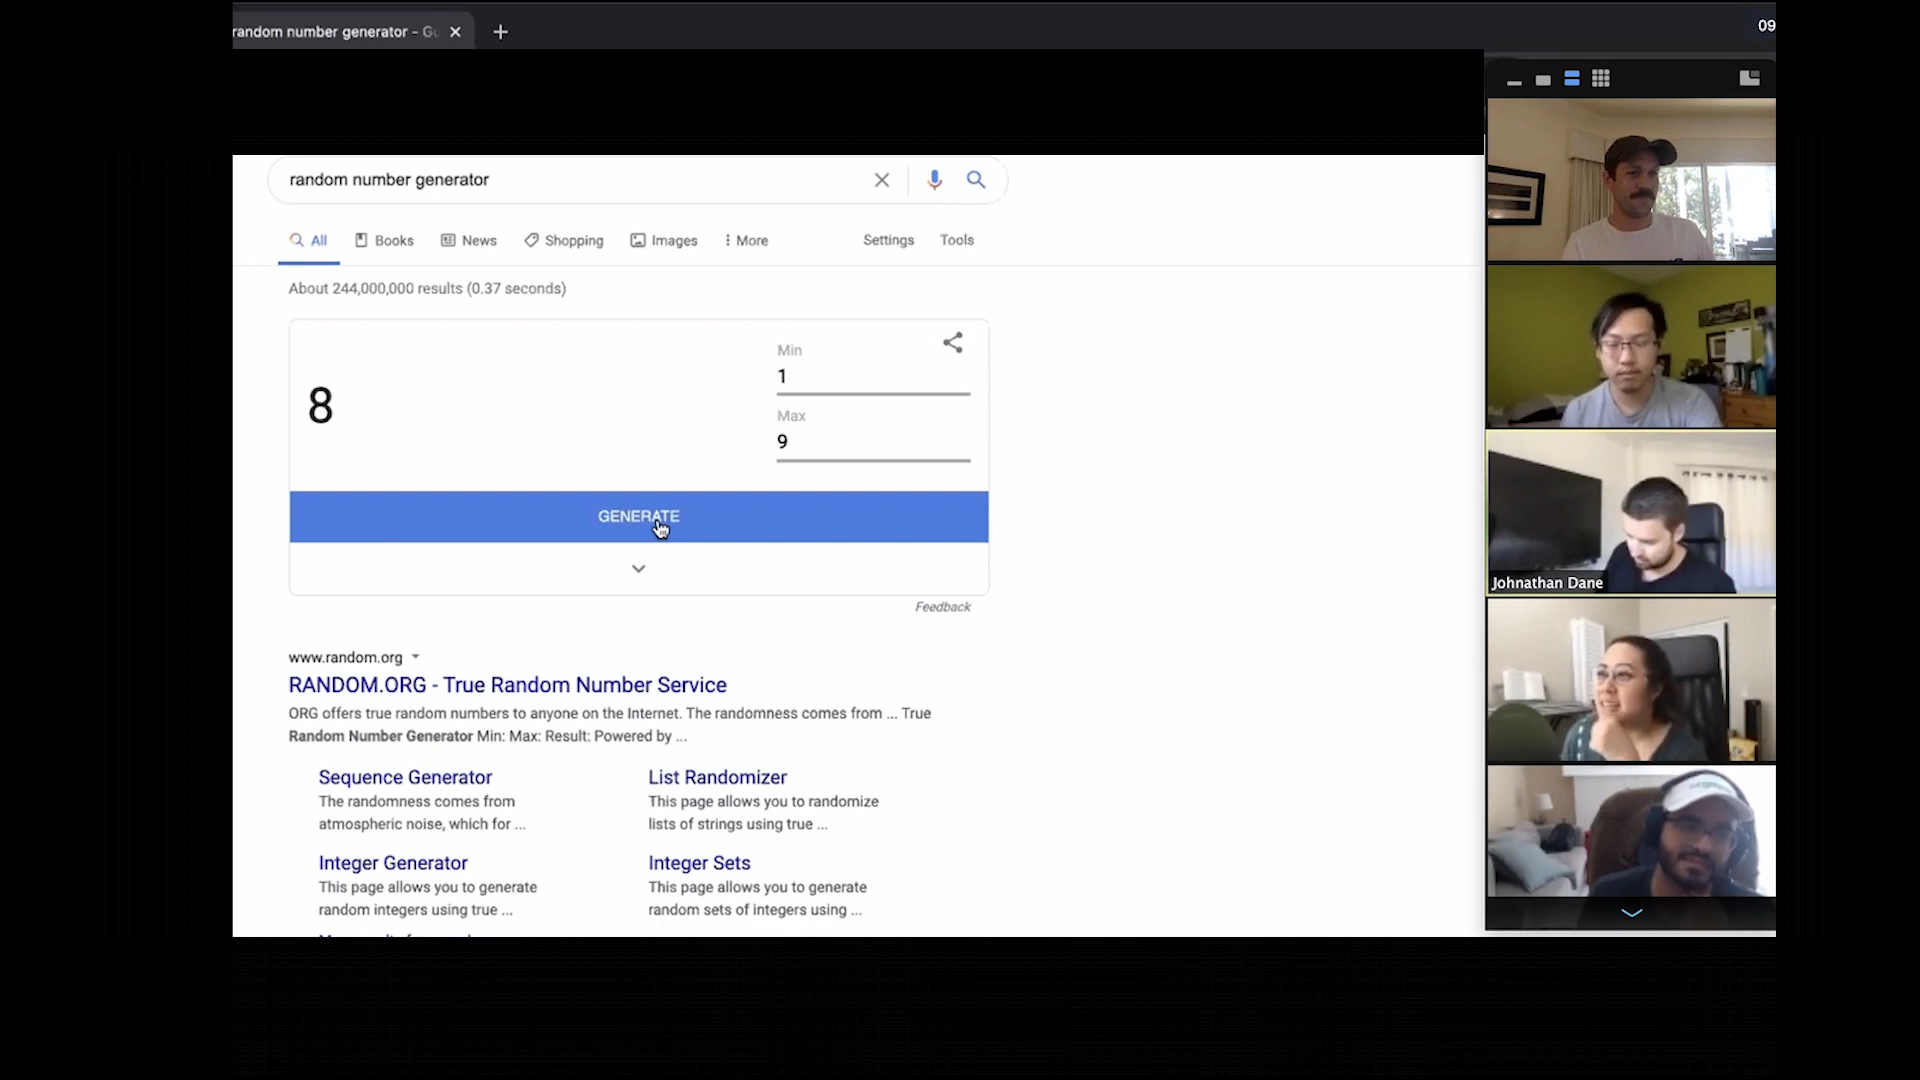 random number generator - Go
09
random number generator
All Books News Shopping Images More Settings Tools
About 244,000,000 results (0.37 seconds)
Min
1
8
Max
9
GENERATE
Feedback
Johnathan Dane
www.random.org
RANDOM.ORG - True Random Number Service
ORG offers true random numbers to anyone on the Internet. The randomness comes from ... True
Random Number Generator Min: Max: Result: Powered by ...
Sequence Generator
The randomness comes from
atmospheric noise, which for ...
List Randomizer
This page allows you to randomize
lists of strings using true ...
Integer Generator
This page allows you to generate
random integers using true ...
Integer Sets
This page allows you to generate
random sets of integers using ...